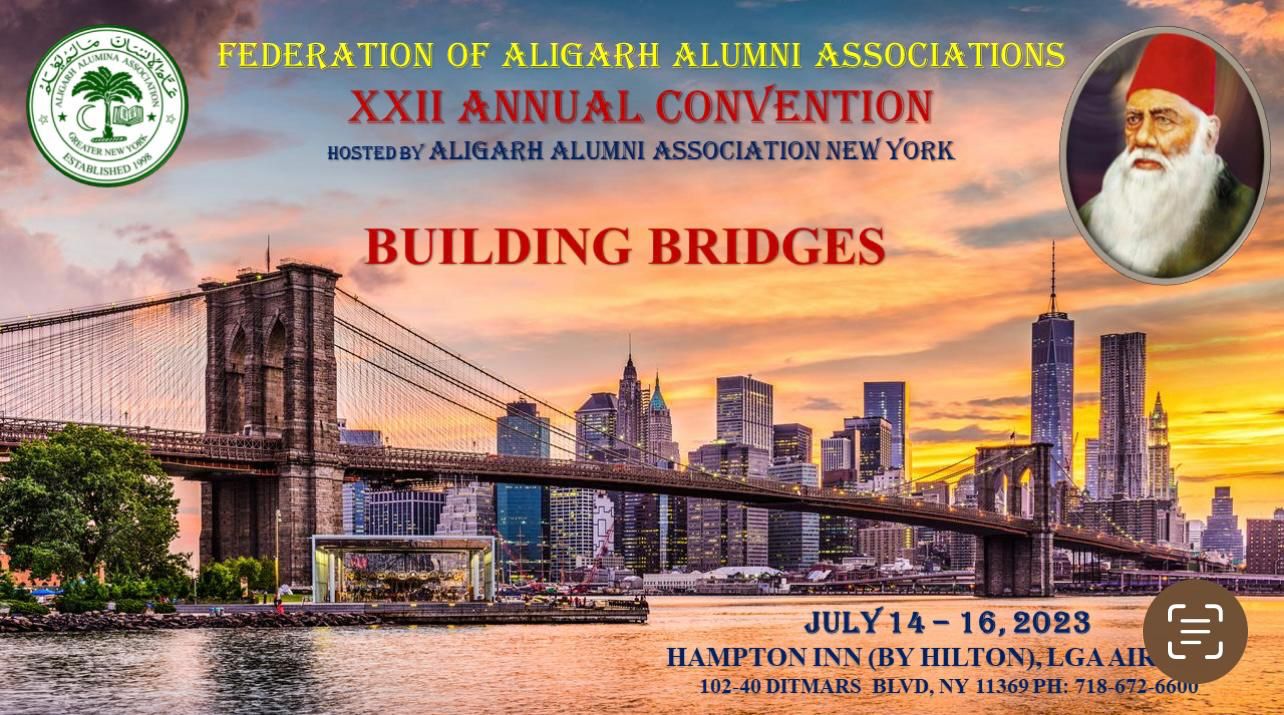 FEDERATION OF ALIGARH ALUMNI ASSOCIATIONS
XXII ANNUAL CONVENTION
HOSTED BY ALIGARH ALUMNI ASSOCIATION NEW YORK
ALIGARH ALUMINA ASSOCIATION
GREATER NEW YORK
ESTABLISHED 1998
BUILDING BRIDGES
JULY 14 – 16, 2023
HAMPTON INN (BY HILTON), LGA
102-40 DITMARS BLVD, NY 11369 PH: 718-672-6600